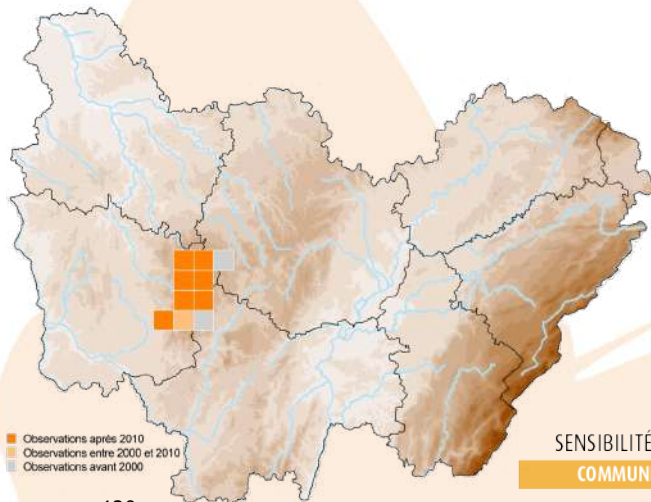 Observations après 2010
Observations entre 2000 et 2010
Observations avant 2000
SENSIBILITÉ
COMMUN